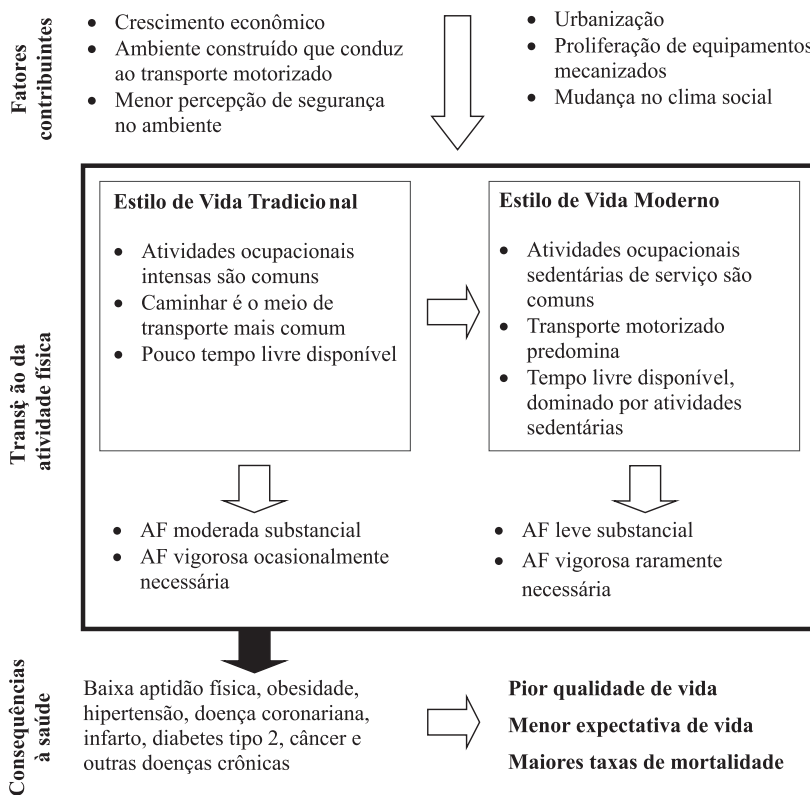 Fatores
contribuintes
• Crescimento econômico
• Ambiente construído que conduz
ao transporte motorizado
• Menor percepção de segurança
no ambiente
• Urbanização
• Proliferação de equipamentos
mecanizados
• Mudança no clima social
Transição da
atividade física
Estilo de Vida Tradicional
• Atividades ocupacionais
intensas são comuns
• Caminhar é o meio de
transporte mais comum
• Pouco tempo livre disponível
Estilo de Vida Moderno
• Atividades ocupacionais
sedentárias de serviço são
comuns
• Transporte motorizado
predomina
• Tempo livre disponível,
dominado por atividades
sedentárias
• AF moderada substancial
• AF vigorosa ocasionalmente
necessária
• AF leve substancial
• AF vigorosa raramente
necessária
Consequências
à saúde
Baixa aptidão física, obesidade,
hipertensão, doença coronariana,
infarto, diabetes tipo 2, câncer e
outras doenças crônicas
Pior qualidade de vida
Menor expectativa de vida
Maiores taxas de mortalidade